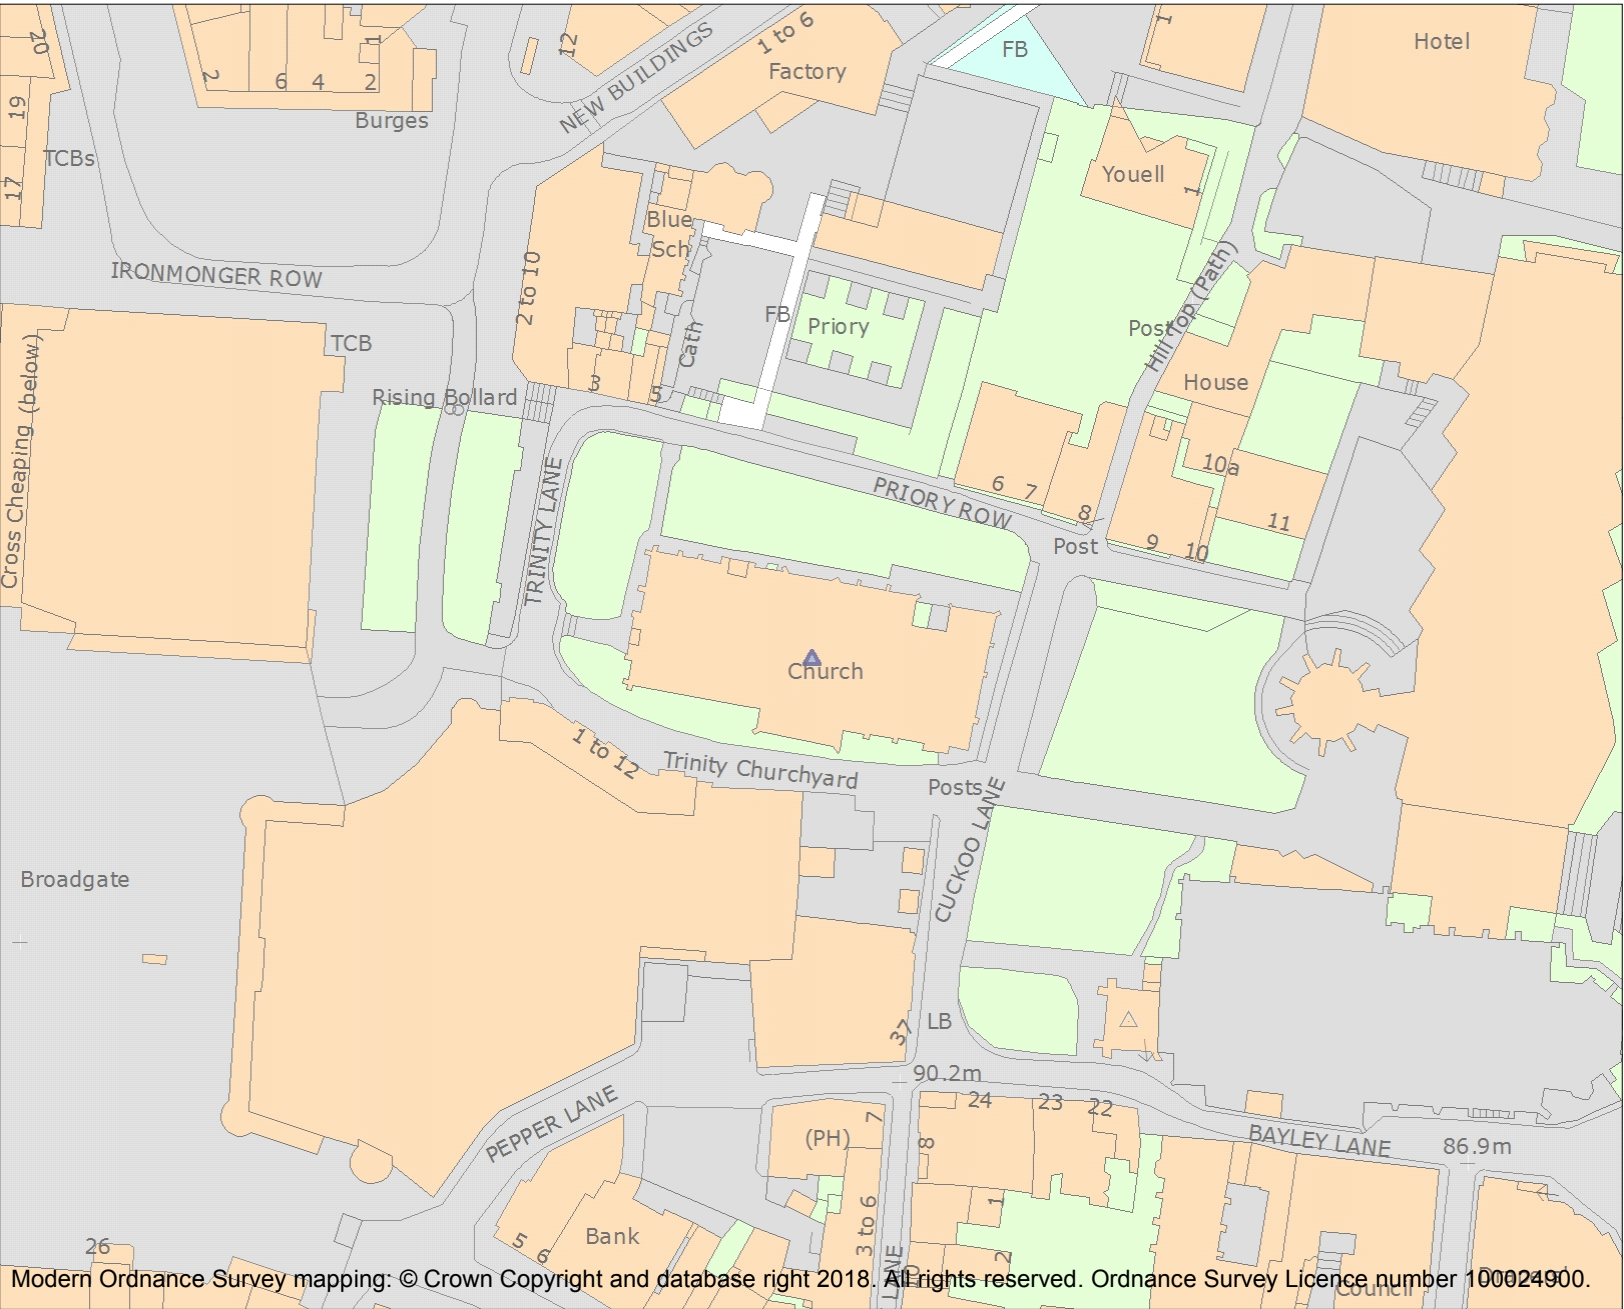 20
2
6
4
2
1
12
NEW BUILDINGS
1 to 6
Factory
FB
1
Hotel
19
Burges
TCBs
17
Youell
1
Blue
Sch
IRONMONGER ROW
2 to 10
FB
Priory
Cath
Post
Hill Top (Path)
TCB
Cross Cheaping (below)
Rising Bollard
3
5
House
10a
TRINITY LANE
PRIORY ROW
6
7
8
11
Post
9
10
Church
1 to 12
Trinity Churchyard
Posts
CUCKOO LANE
Broadgate
37
LB
90.2m
PEPPER LANE
24
23
22
(PH)
7
8
BAYLEY LANE
86.9m
3 to 6
1
5
6
Bank
26
2
LANE
10
Council
Modern Ordnance Survey mapping: © Crown Copyright and database right 2018. All rights reserved. Ordnance Survey Licence number 100024900.